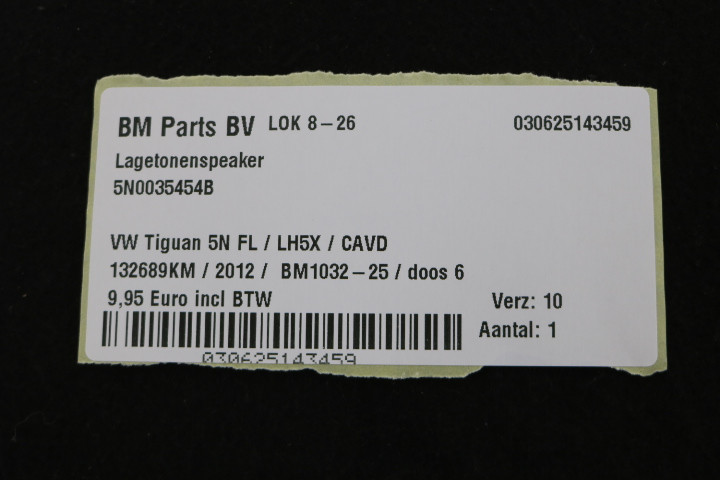 BM Parts BV LOK 8-26 030625143459
Lagetonenspeaker
5N0035454B
VW Tiguan 5N FL / LH5X / CAVD
132689KM / 2012 / BM1032-25 / doos 6
9,95 Euro incl BTW Verz: 10
Aantal: 1
030625143459